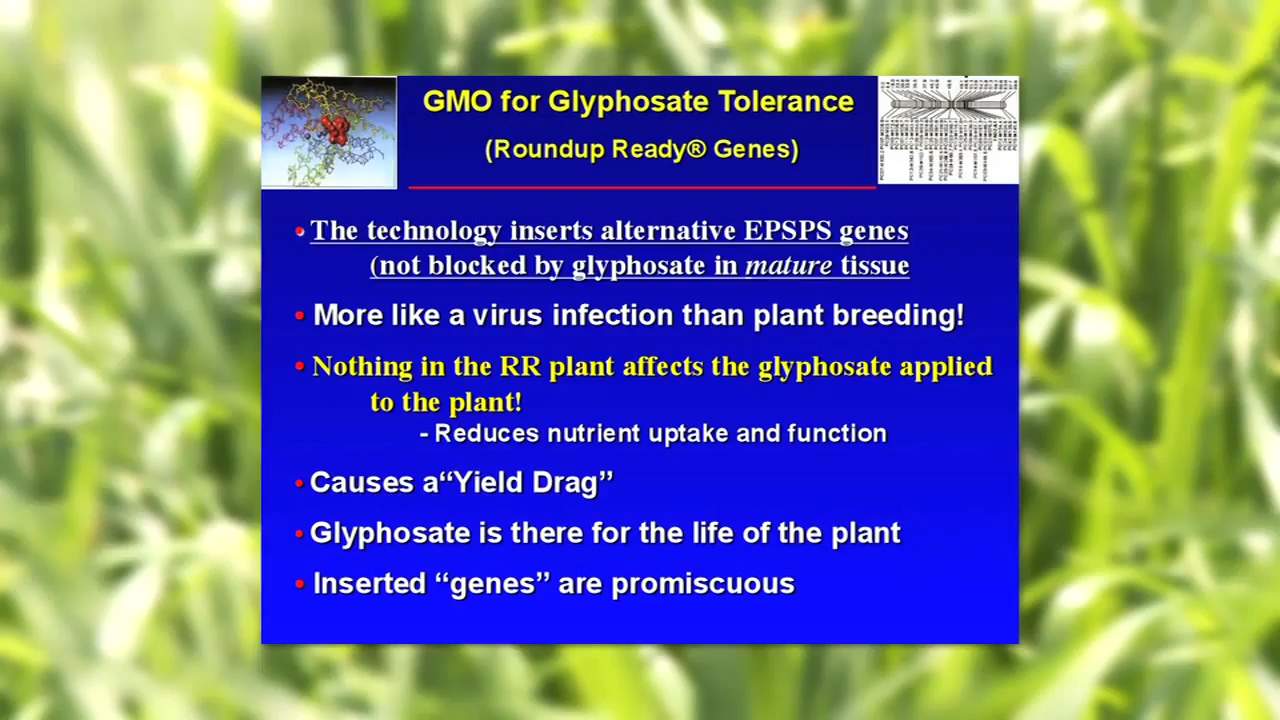 GMO for Glyphosate Tolerance
(Roundup Ready® Genes)
• The technology inserts alternative EPSPS genes
(not blocked by glyphosate in mature tissue
• More like a virus infection than plant breeding!
• Nothing in the RR plant affects the glyphosate applied
to the plant!
- Reduces nutrient uptake and function
• Causes a“Yield Drag”
• Glyphosate is there for the life of the plant
• Inserted “genes” are promiscuous